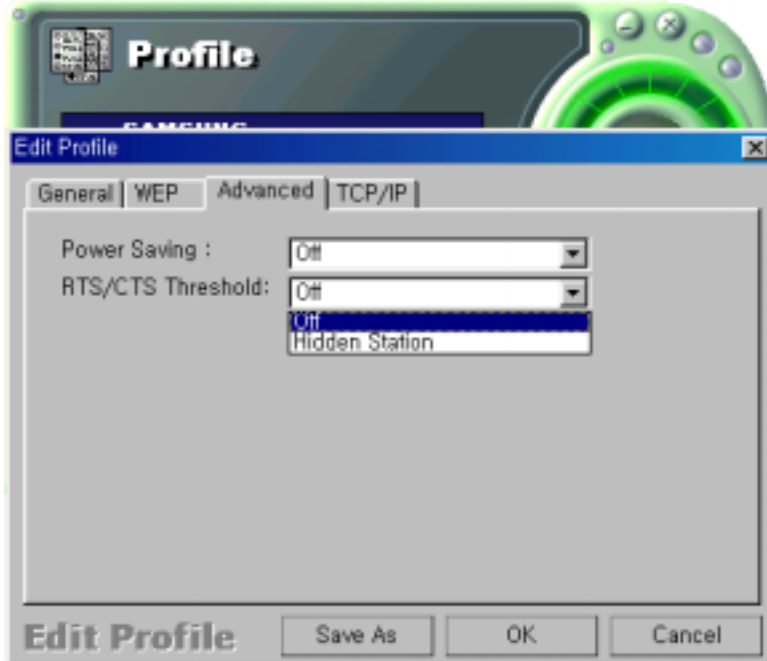 Profile
SAMSUNG
Edit Profile
General WEP Advanced TCP/IP
Power Saving : Off
RTS/CTS Threshold: Off
Off
Hidden Station
Edit Profile Save As OK Cancel